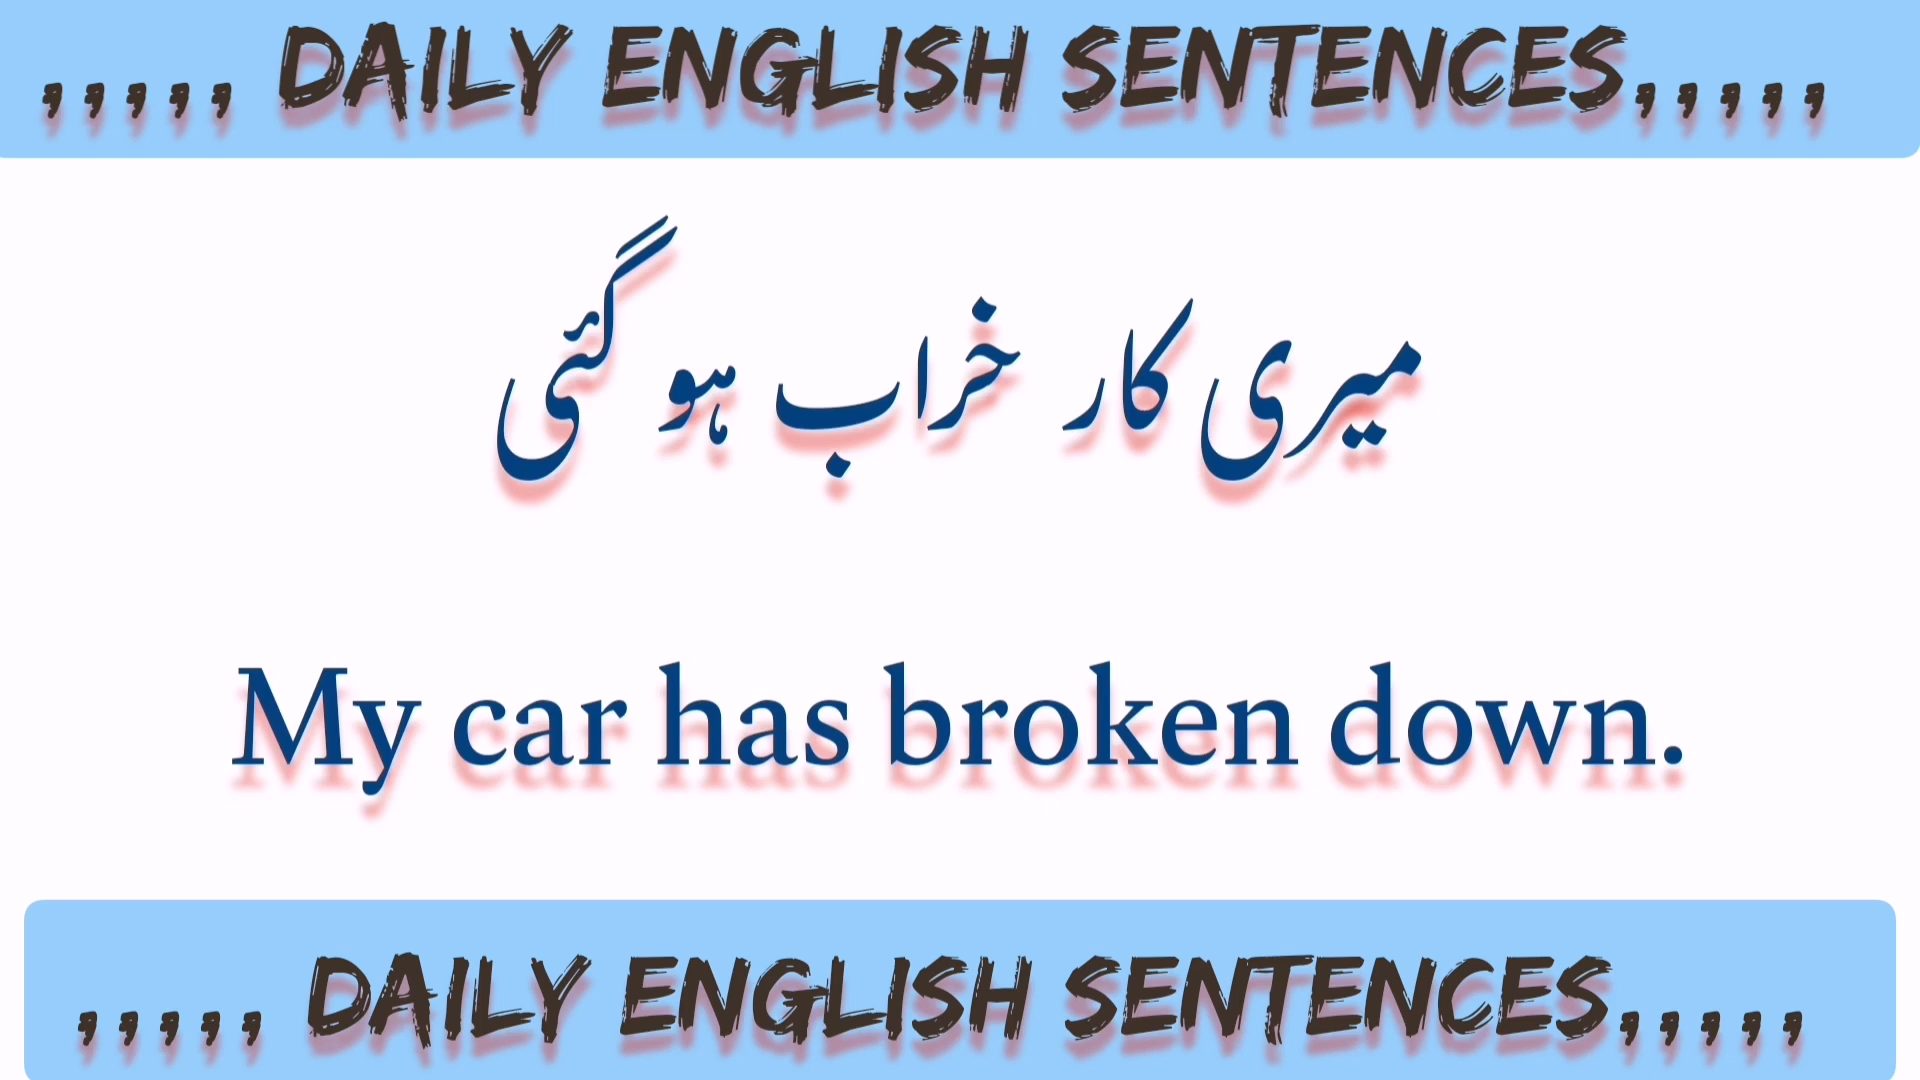 ,,,,, DAILY ENGLISH SENTENCES,,,,,
میری کار خراب ہو گئی
My car has broken down.
,,,,, DAILY ENGLISH SENTENCES,,,,,